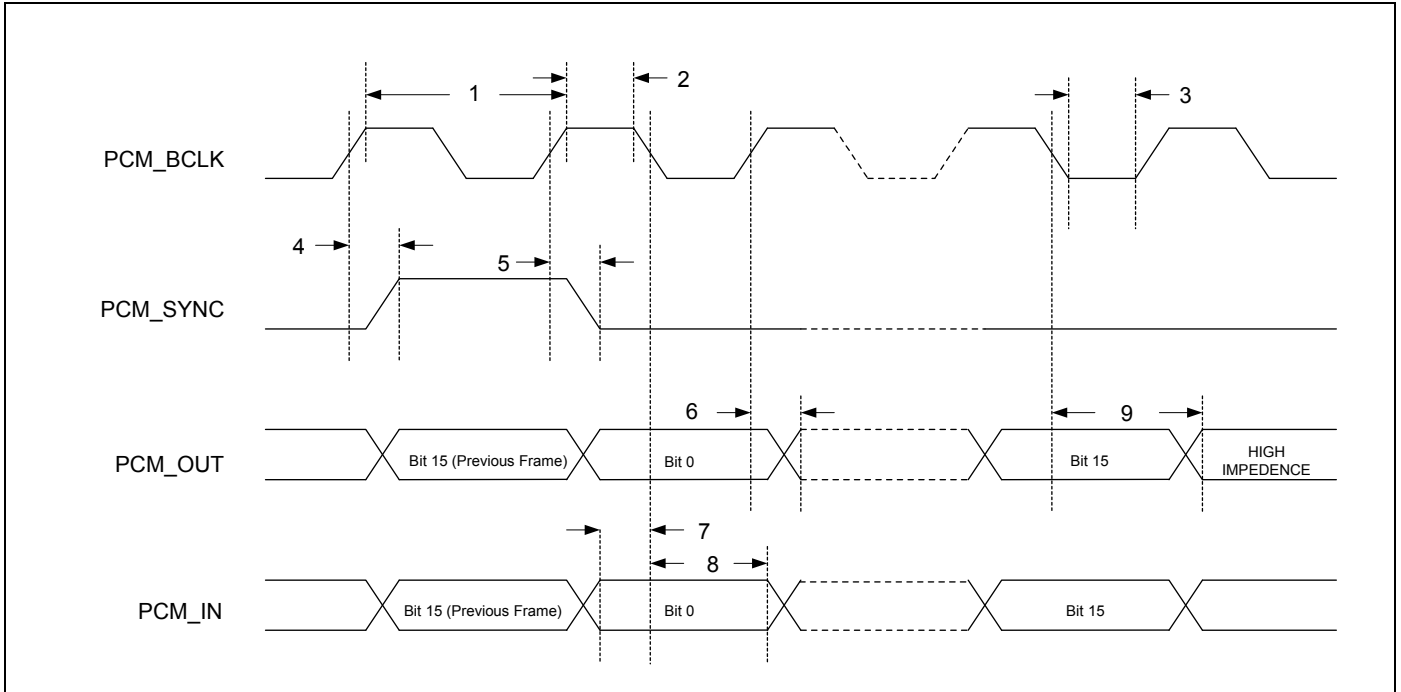 1
2
3
PCM_BCLK
4
5
PCM_SYNC
6
9
PCM_OUT
Bit 15 (Previous Frame)
Bit 0
Bit 15
HIGH
IMPEDENCE
7
8
PCM_IN
Bit 15 (Previous Frame)
Bit 0
Bit 15